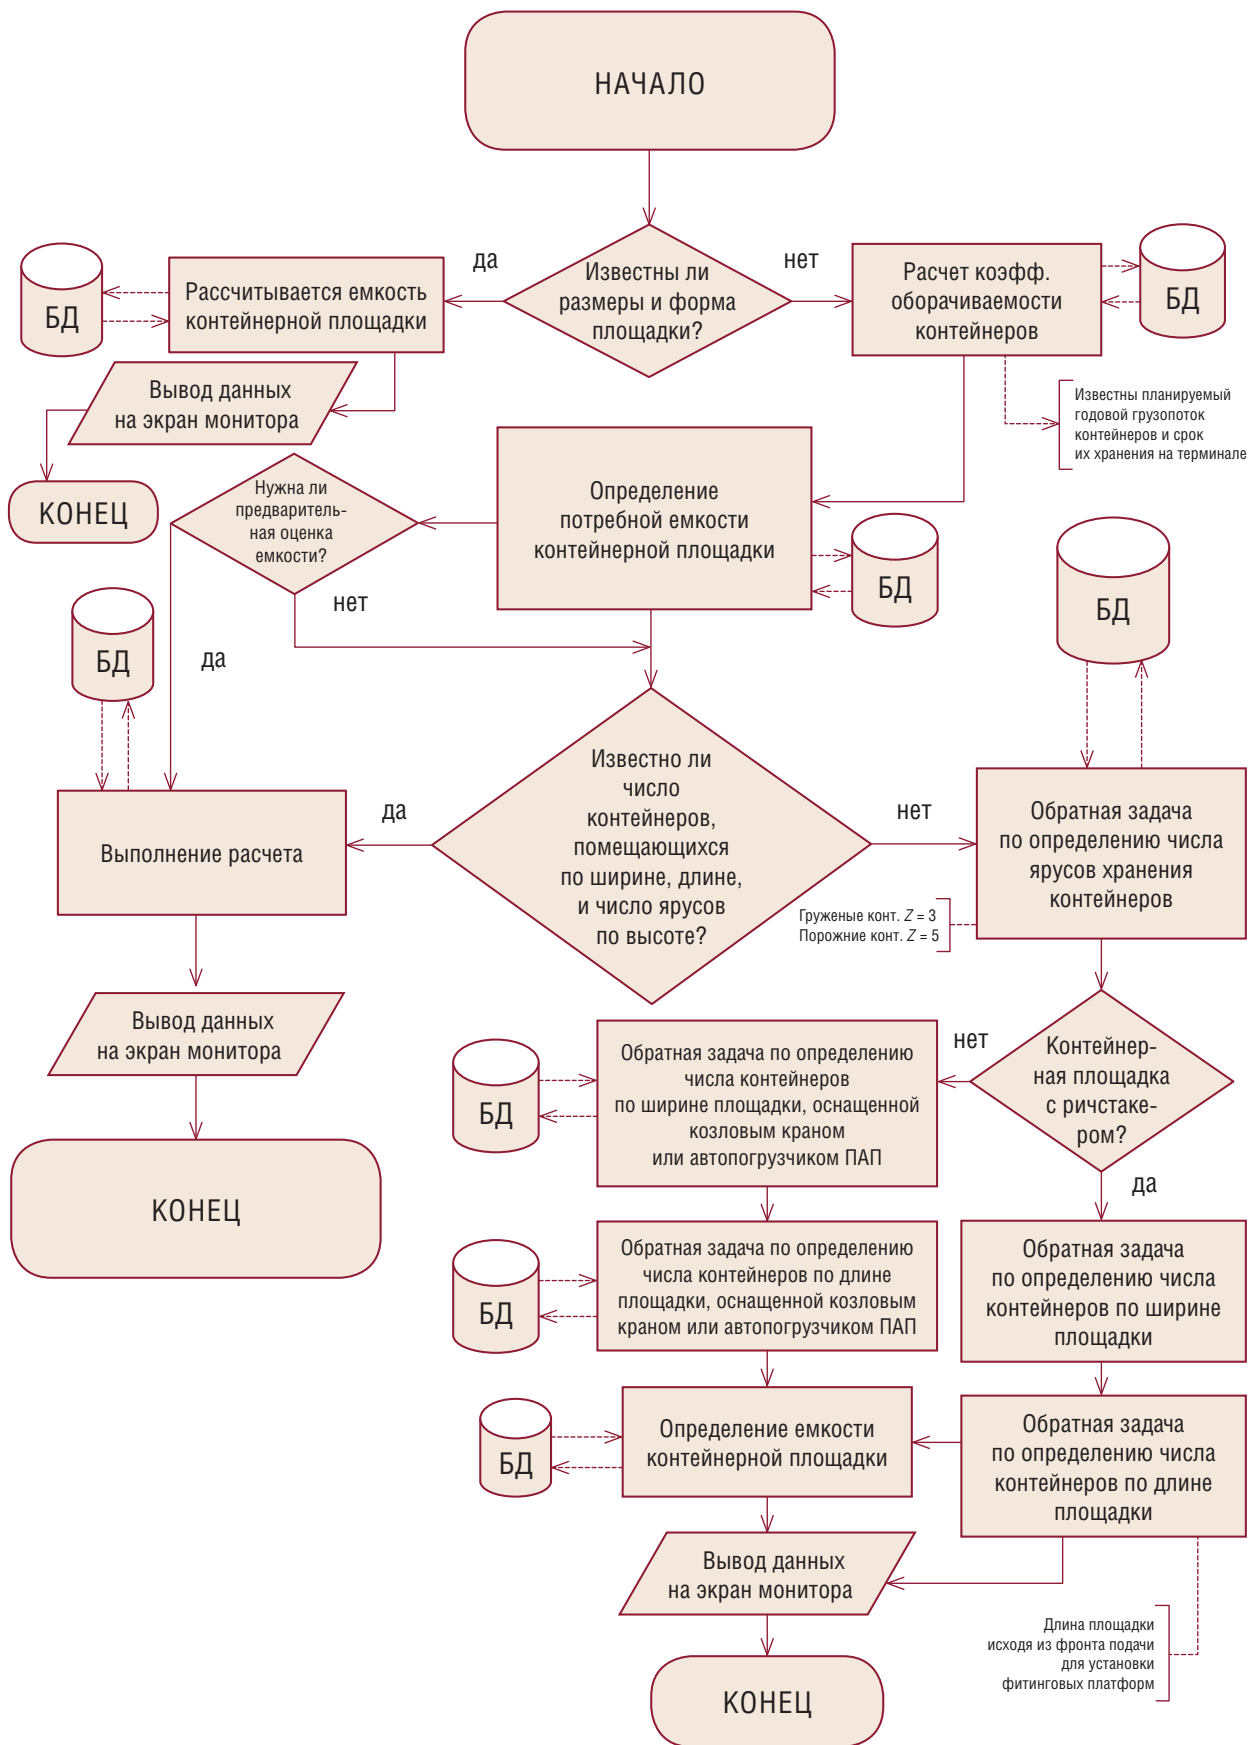 НАЧАЛО
да
нет
БД
Рассчитывается емкость
контейнерной площадки
Известны ли
размеры и форма
площадки?
Расчет коэфф.
оборачиваемости
контейнеров
БД
Вывод данных
на экран монитора
Известны планируемый
годовой грузопоток
контейнеров и срок
их хранения на терминале
КОНЕЦ
Нужна ли
предваритель-
ная оценка
емкости?
Определение
потребной емкости
контейнерной площадки
БД
БД
нет
да
БД
Известно ли
число
контейнеров,
помещающихся
по ширине, длине,
и число ярусов
по высоте?
да
нет
Выполнение расчета
Обратная задача
по определению числа
ярусов хранения
контейнеров
Груженые конт. Z = 3
Порожние конт. Z = 5
Вывод данных
на экран монитора
КОНЕЦ
нет
Контейнер-
ная площадка
с ричстаке-
ром?
да
БД
Обратная задача по определению
числа контейнеров
по ширине площадки, оснащенной
козловым краном
или автопогрузчиком ПАП
БД
Обратная задача по определению
числа контейнеров по длине
площадки, оснащенной козловым
краном или автопогрузчиком ПАП
Обратная задача
по определению числа
контейнеров по ширине
площадки
БД
Определение емкости
контейнерной площадки
Обратная задача
по определению числа
контейнеров по длине
площадки
Вывод данных
на экран монитора
Длина площадки
исходя из фронта подачи
для установки
фитинговых платформ
КОНЕЦ